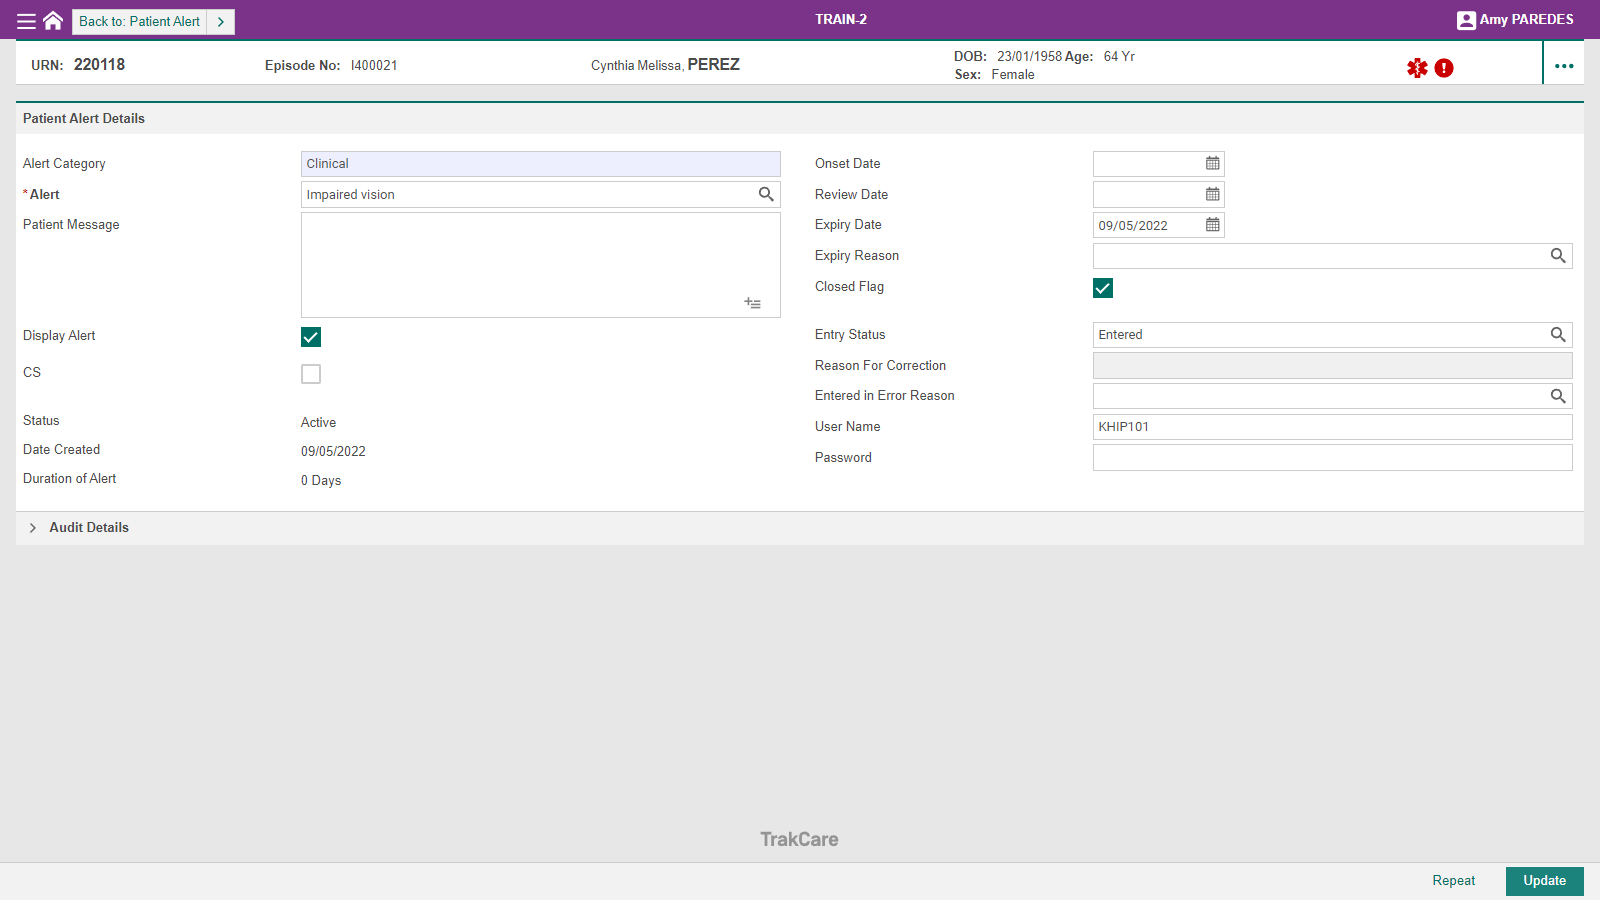 Back to: Patient Alert
TRAIN-2
Amy PAREDES
URN: 220118
Episode No: I400021
Cynthia Melissa, PEREZ
DOB: 23/01/1958 Age: 64 Yr
Sex: Female
Patient Alert Details
Alert Category
Clinical
*Alert
Impaired vision
Patient Message
Display Alert
CS
Status
Active
Date Created
09/05/2022
Duration of Alert
0 Days
Onset Date
Review Date
Expiry Date
09/05/2022
Expiry Reason
Closed Flag
Entry Status
Entered
Reason For Correction
Entered in Error Reason
User Name
KHIP101
Password
Audit Details
TrakCare
Repeat
Update